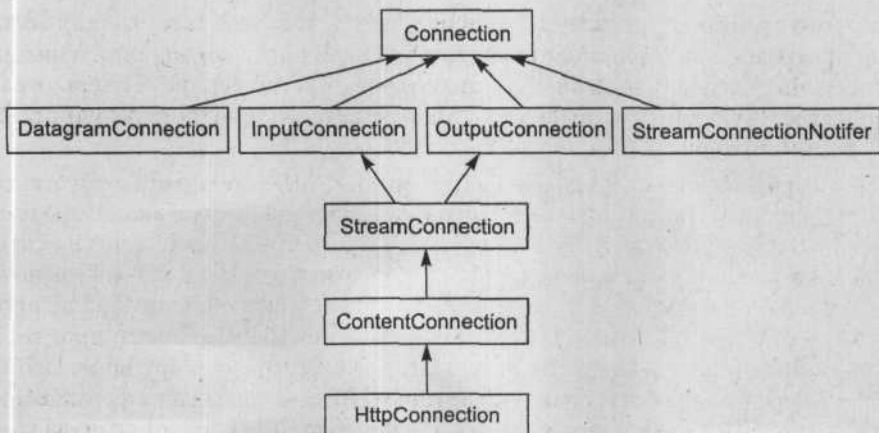 Connection
DatagramConnection
InputConnection
OutputConnection
StreamConnectionNotifer
StreamConnection
ContentConnection
HttpConnection